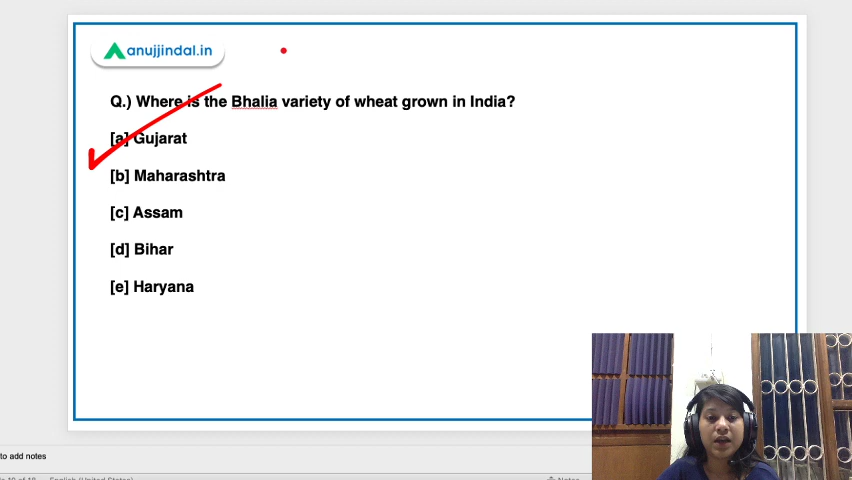 anujjindal.in
Q.) Where is the Bhalia variety of wheat grown in India?
[a] Gujarat
[b] Maharashtra
[c] Assam
[d] Bihar
[e] Haryana
to add notes
English (United States)
Notes